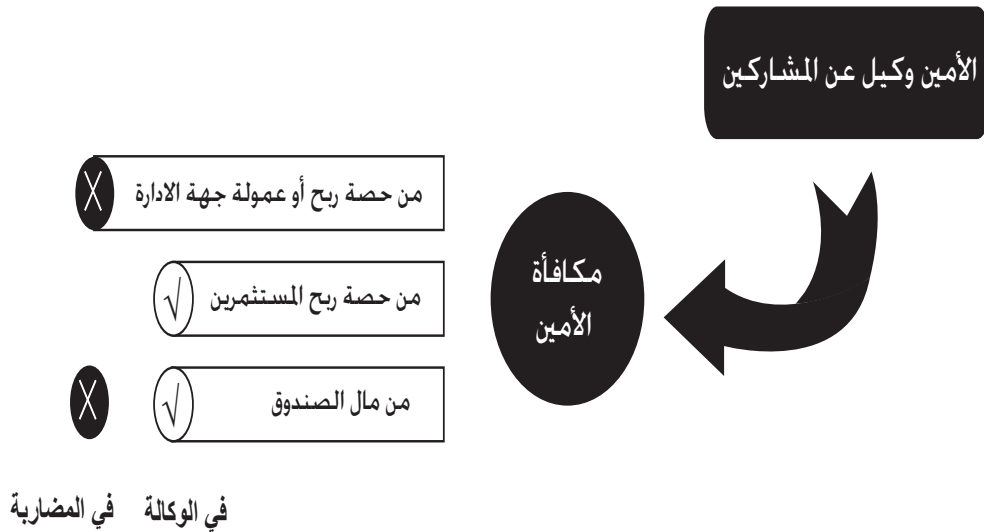 الأمين وكيل عن المشاركين
مكافأة
الأمين
من حصة ربح أو عمولة جهة الادارة
من حصة ربح المستثمرين
من مال الصندوق
في الوكالة
في المضاربة